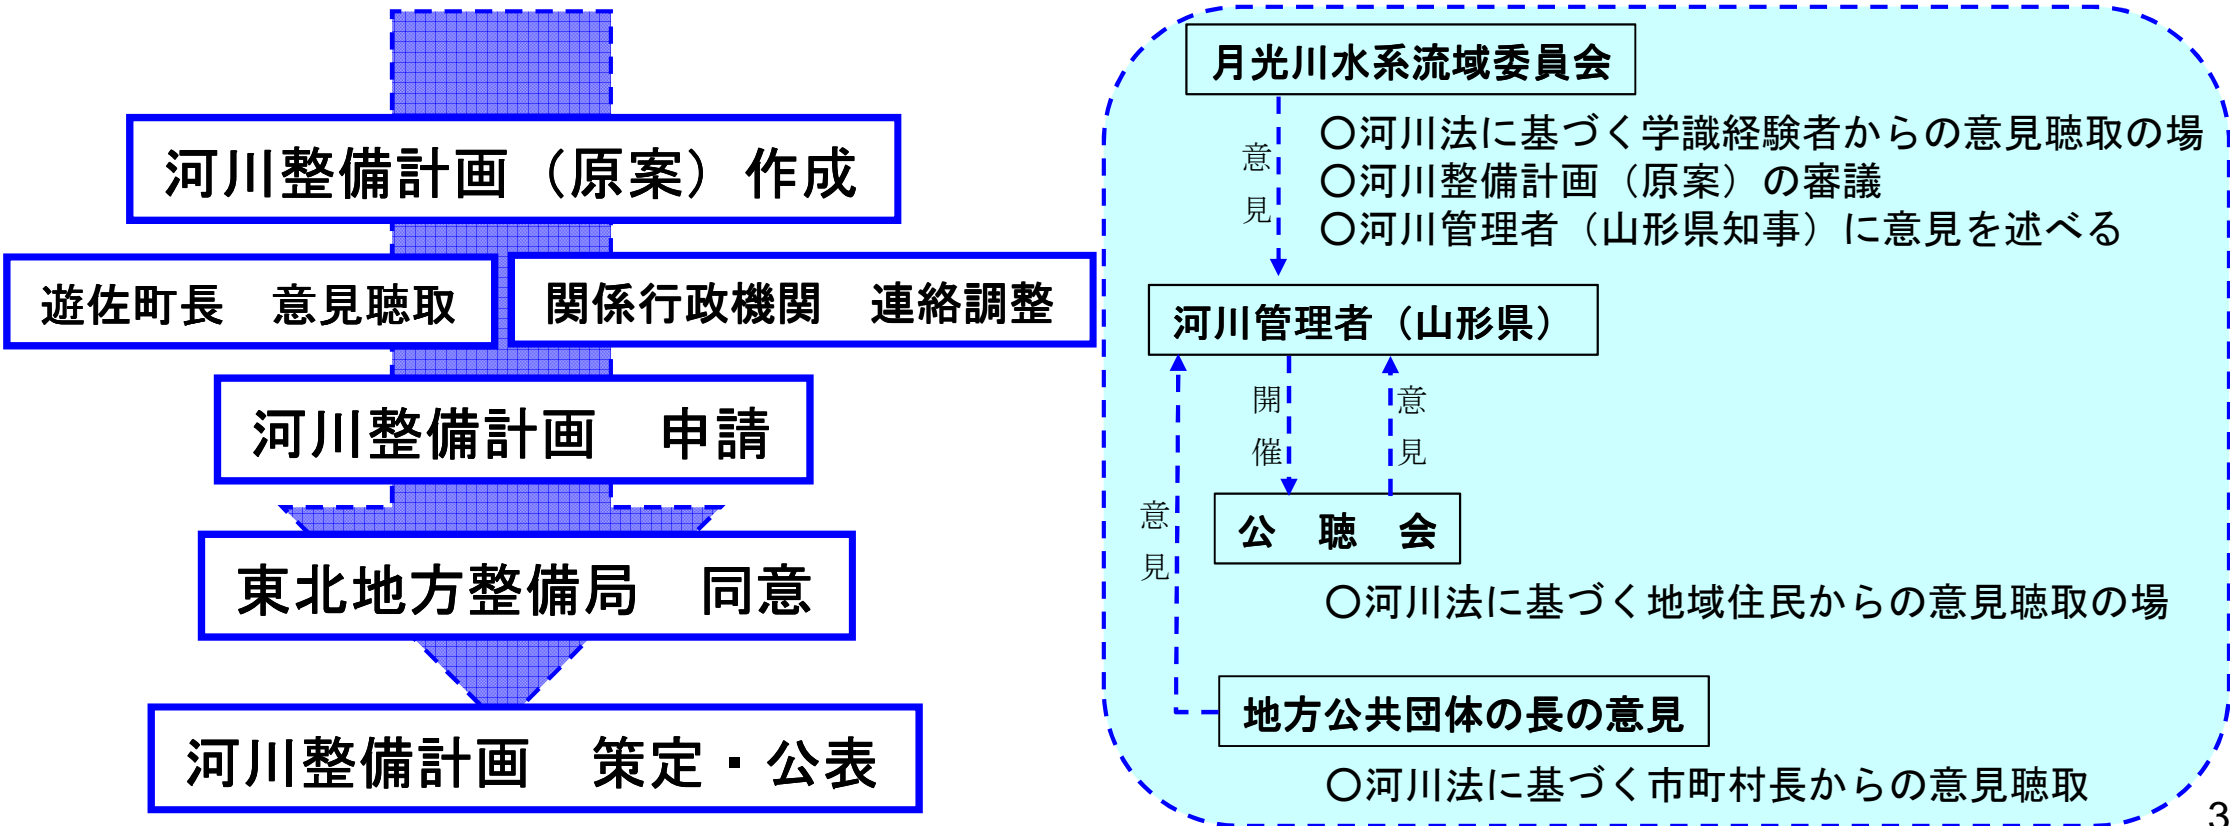 河川整備計画（原案）作成
遊佐町長　意見聴取
関係行政機関　連絡調整
河川整備計画　申請
東北地方整備局　同意
河川整備計画　策定・公表
月光川水系流域委員会
意見
〇河川法に基づく学識経験者からの意見聴取の場
〇河川整備計画（原案）の審議
〇河川管理者（山形県知事）に意見を述べる
河川管理者（山形県）
開催
意見
意見
公　聴　会
〇河川法に基づく地域住民からの意見聴取の場
地方公共団体の長の意見
〇河川法に基づく市町村長からの意見聴取
3